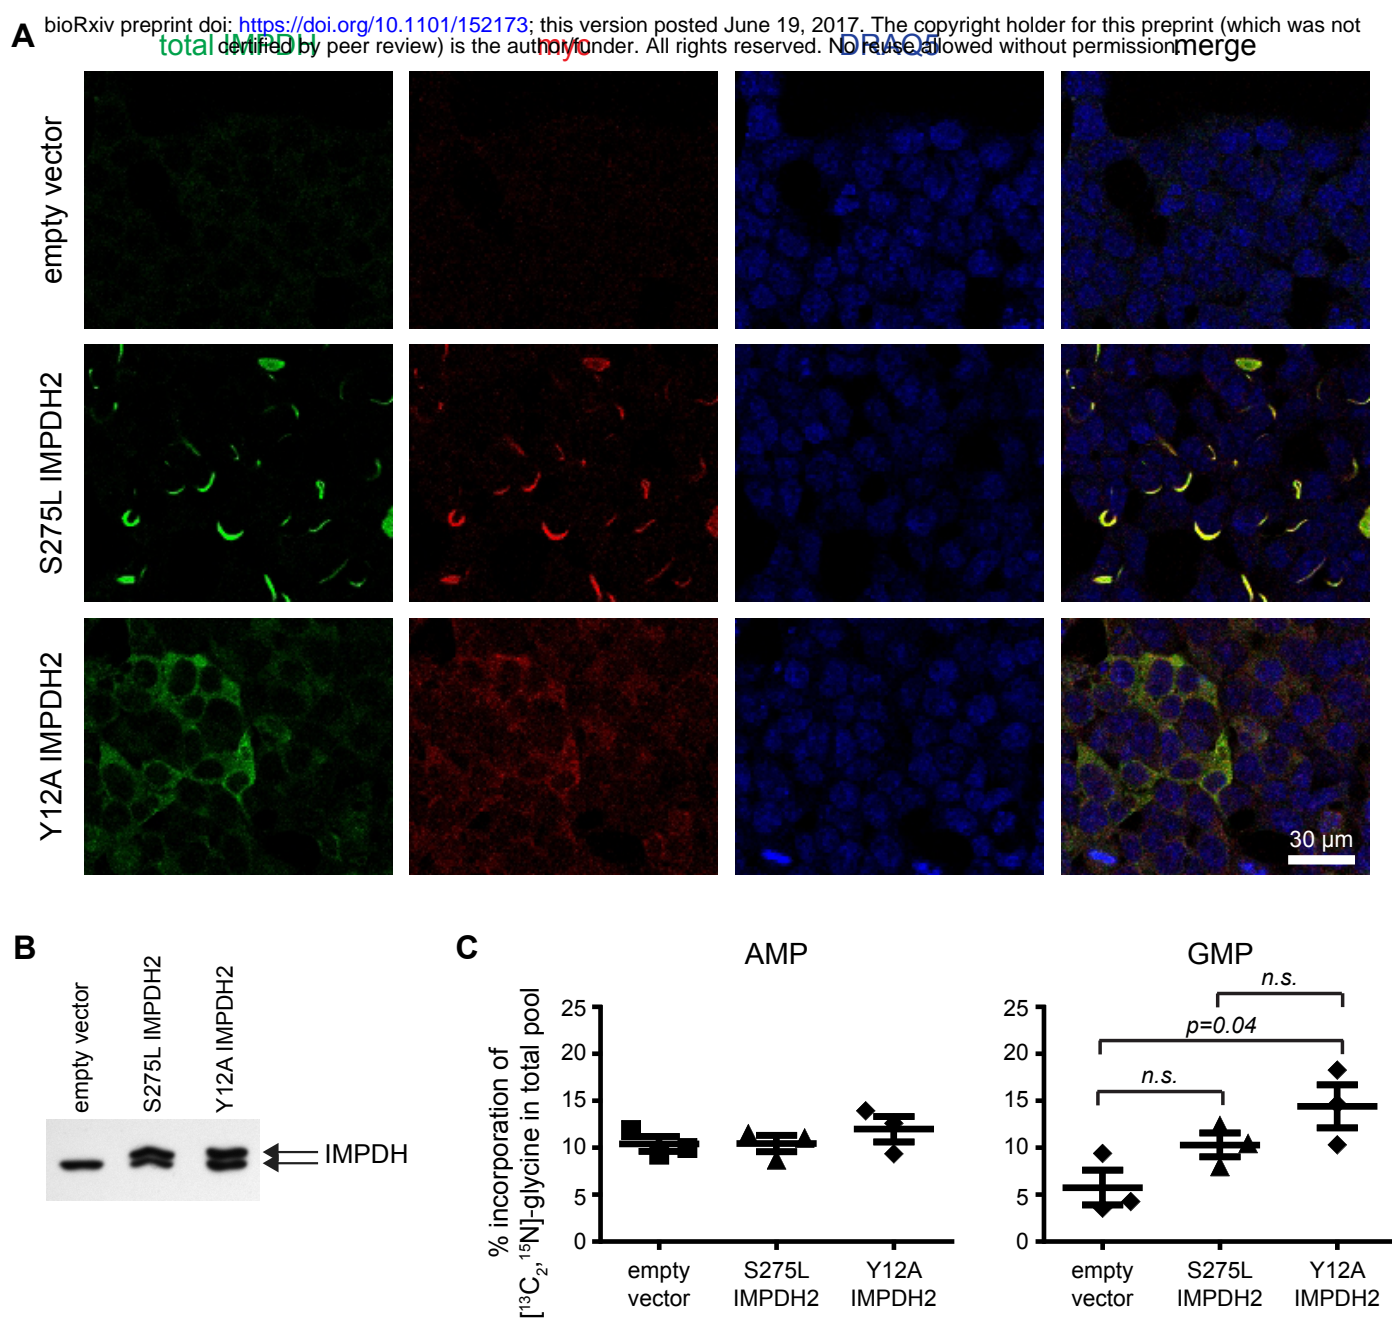 bioRxiv preprint doi: https://doi.org/10.1101/152173; this version posted June 19, 2017. The copyright holder for this preprint (which was not
certified by peer review) is the author/funder. All rights reserved. No reuse allowed without permission.
A
total IMPDH
myc
DRAQ5
merge
empty vector
S275L IMPDH2
Y12A IMPDH2
30 µm
B
empty vector
S275L IMPDH2
Y12A IMPDH2
IMPDH
C
% incorporation of
[¹³C₂,¹⁵N]-glycine in total pool
AMP
25
20
15
10
5
0
empty
vector
S275L
IMPDH2
Y12A
IMPDH2
GMP
n.s.
p=0.04
n.s.
25
20
15
10
5
0
empty
vector
S275L
IMPDH2
Y12A
IMPDH2